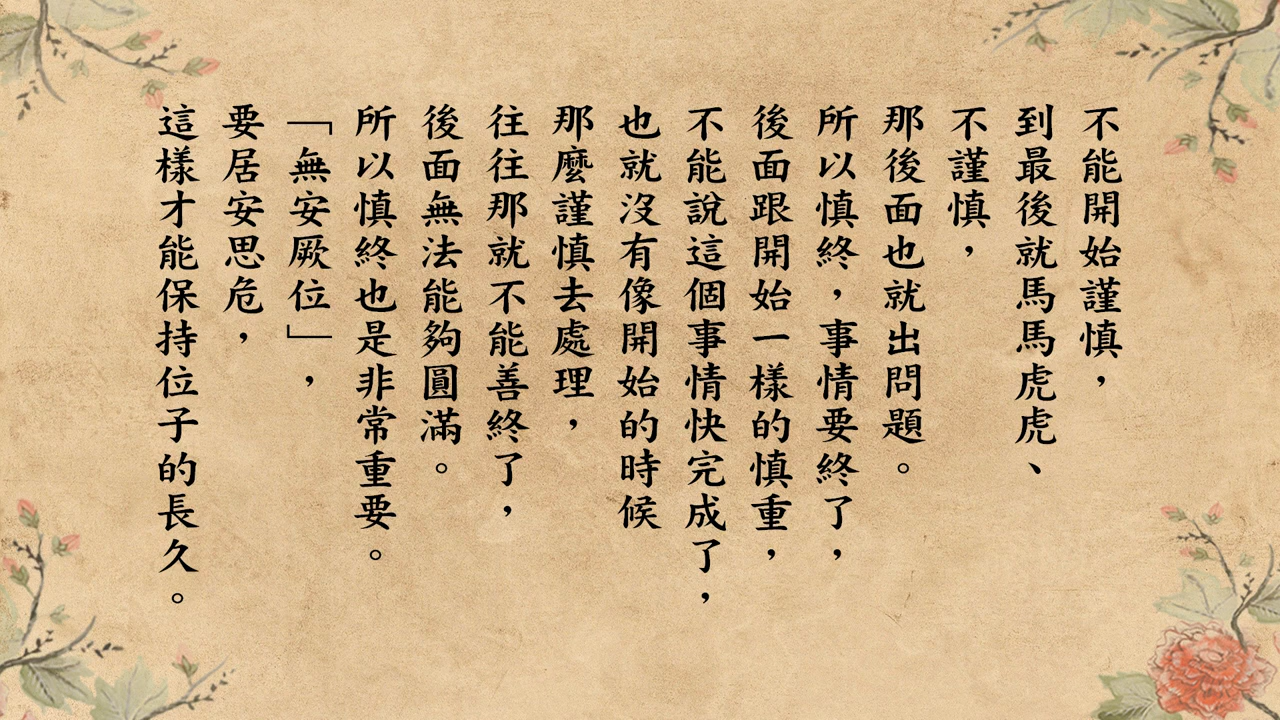 不能開始謹慎，
到最後就馬馬虎虎、
不謹慎，
那後面也就出問題。
所以慎終，事情要終了，
後面跟開始一樣的慎重，
不能說這個事情快完成了，
也就沒有像開始的時候
那麼謹慎去處理，
往往那就不能善終了，
後面無法能夠圓滿。
所以慎終也是非常重要。
「無安厥位」，
要居安思危，
這樣才能保持位子的長久。